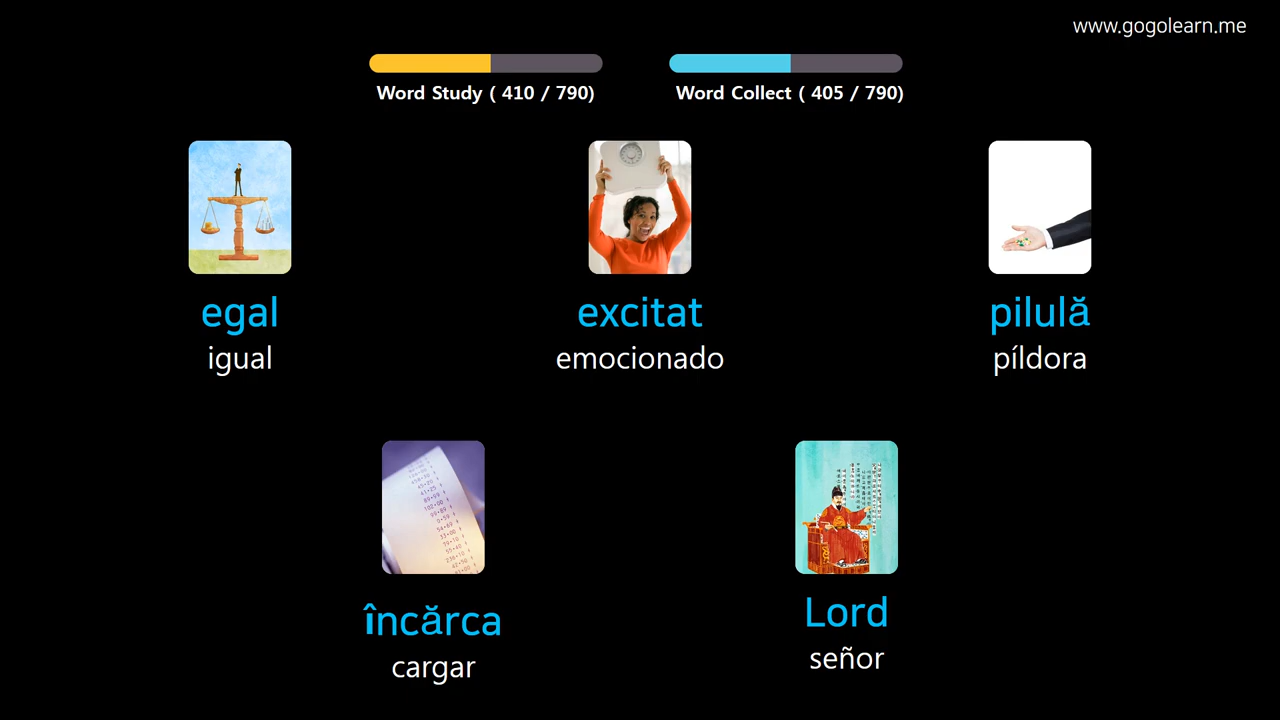 www.gogolearn.me
Word Study ( 410 / 790)
Word Collect ( 405 / 790)
egal
igual
excitat
emocionado
pilulă
píldora
încărca
cargar
Lord
señor